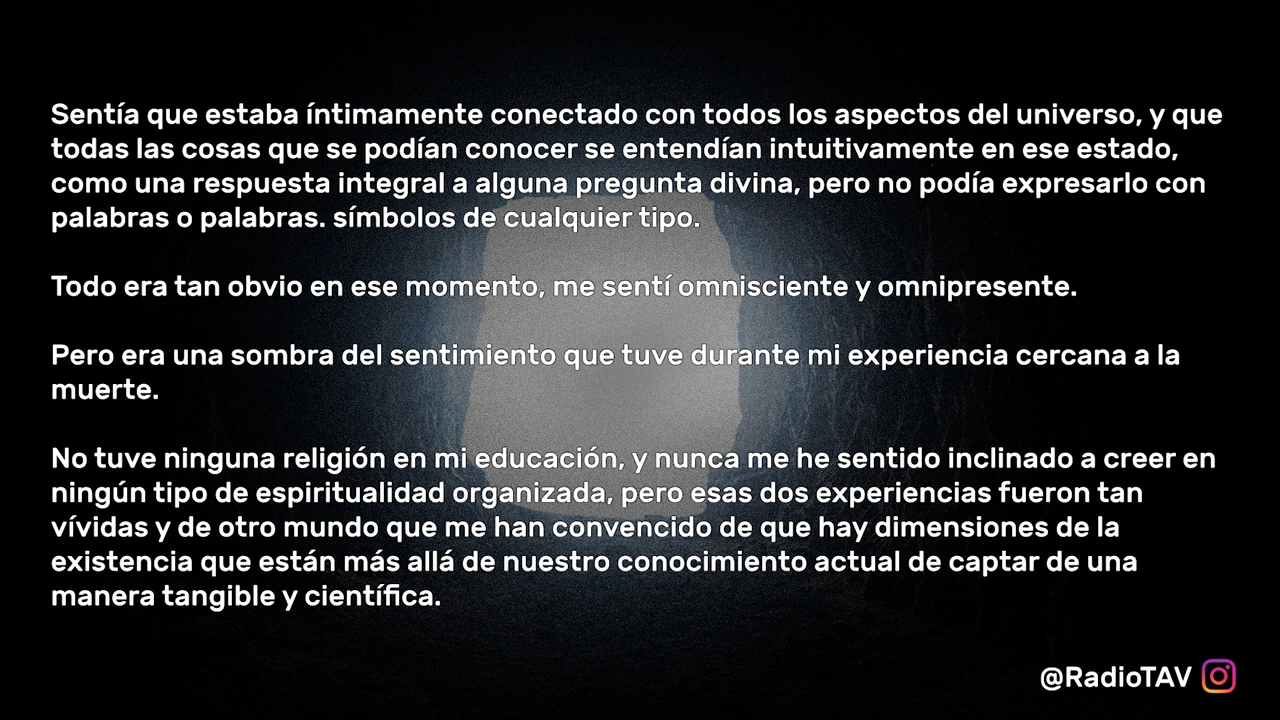 Sentía que estaba íntimamente conectado con todos los aspectos del universo, y que
todas las cosas que se podían conocer se entendían intuitivamente en ese estado,
como una respuesta integral a alguna pregunta divina, pero no podía expresarlo con
palabras o palabras. símbolos de cualquier tipo.
Todo era tan obvio en ese momento, me sentí omnisciente y omnipresente.
Pero era una sombra del sentimiento que tuve durante mi experiencia cercana a la
muerte.
No tuve ninguna religión en mi educación, y nunca me he sentido inclinado a creer en
ningún tipo de espiritualidad organizada, pero esas dos experiencias fueron tan
vívidas y de otro mundo que me han convencido de que hay dimensiones de la
existencia que están más allá de nuestro conocimiento actual de captar de una
manera tangible y científica.
@RadioTAV